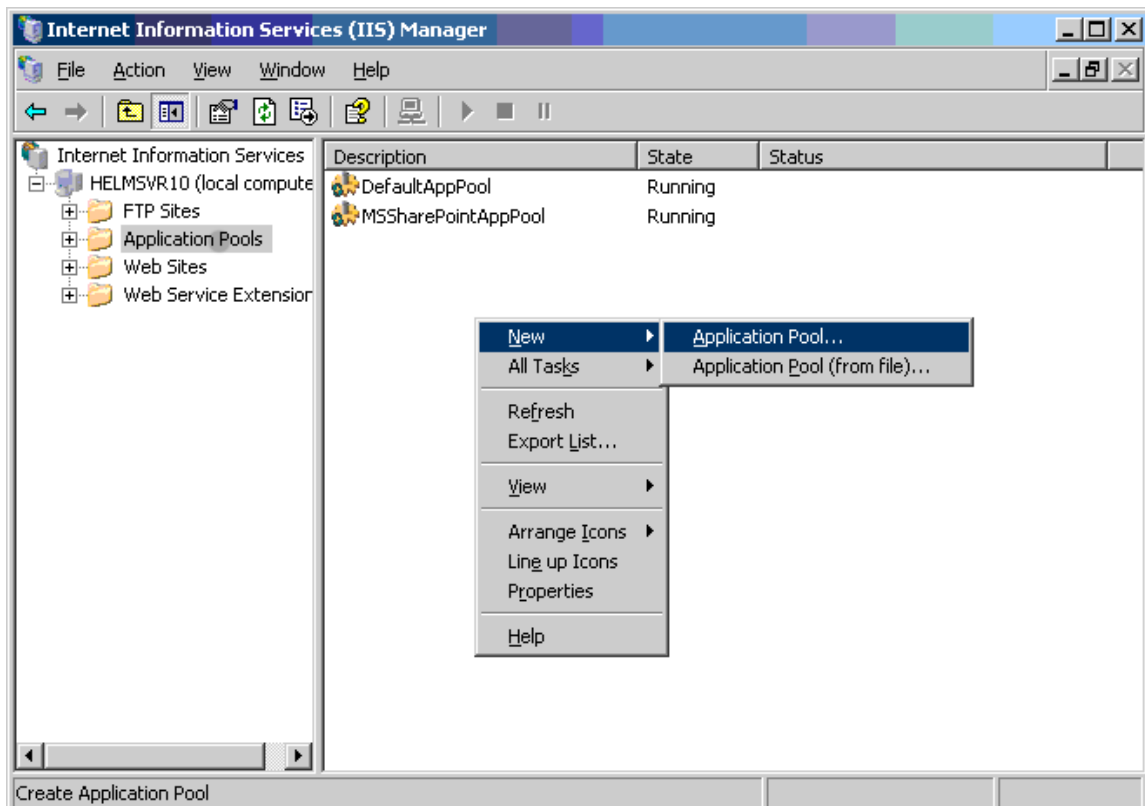 Internet Information Services (IIS) Manager
File Action View Window Help
Internet Information Services
HELMSVR10 (local compute
FTP Sites
Application Pools
Web Sites
Web Service Extension
Description State Status
DefaultAppPool Running
MSSharePointAppPool Running
New
All Tasks
Refresh
Export List...
View
Arrange Icons
Line up Icons
Properties
Help
Application Pool...
Application Pool (from file)...
Create Application Pool